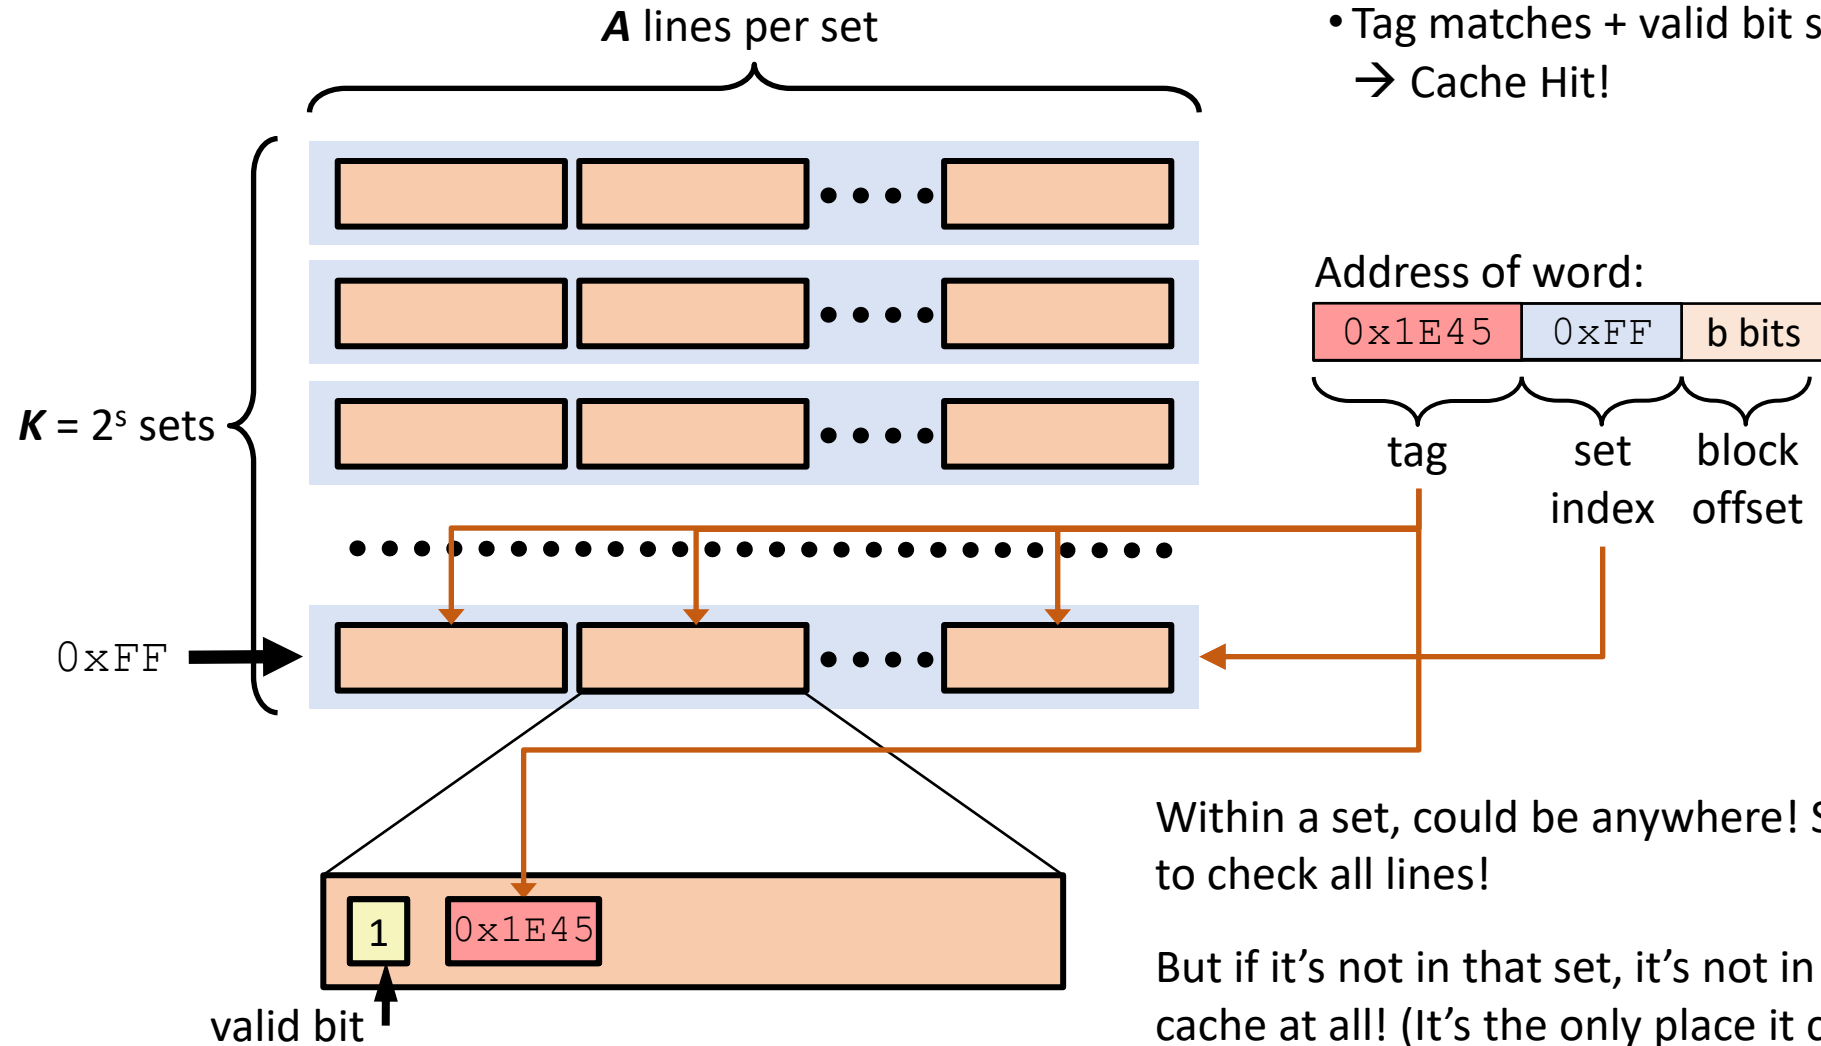 A lines per set
• Tag matches + valid bit s
→ Cache Hit!
Address of word:
0x1E45 0xFF b bits
K = 2ˢ sets
tag set block
index offset
0xFF
Within a set, could be anywhere! S
to check all lines!
1 0x1E45
But if it’s not in that set, it’s not in
cache at all! (It’s the only place it c
valid bit